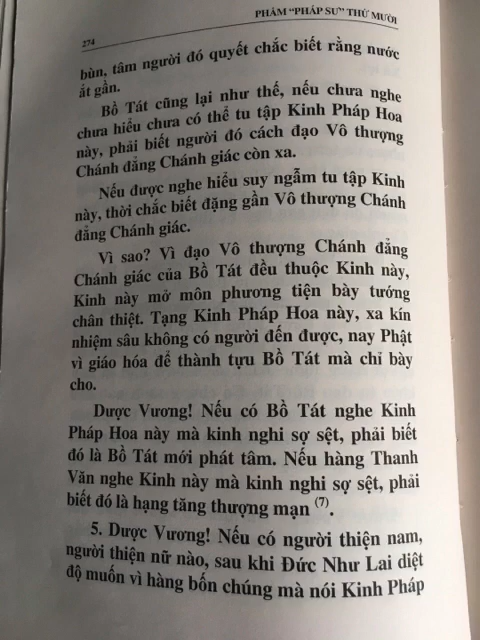 PHẨM "PHÁP SƯ" THỨ MƯỜI
274
bùn, tâm người đó quyết chắc biết rằng nước
ắt gần.
Bồ Tát cũng lại như thế, nếu chưa nghe
chưa hiểu chưa có thể tu tập Kinh Pháp Hoa
này, phải biết người đó cách đạo Vô thượng
Chánh đẳng Chánh giác còn xa.
Nếu được nghe hiểu suy ngẫm tu tập Kinh
này, thời chắc biết đặng gần Vô thượng Chánh
đẳng Chánh giác.
Vì sao? Vì đạo Vô thượng Chánh đẳng
Chánh giác của Bồ Tát đều thuộc Kinh này,
Kinh này mở môn phương tiện bày tướng
chân thiệt. Tạng Kinh Pháp Hoa này, xa kín
nhiệm sâu không có người đến được, nay Phật
vì giáo hóa để thành tựu Bồ Tát mà chỉ bày
cho.
Dược Vương! Nếu có Bồ Tát nghe Kinh
Pháp Hoa này mà kinh nghi sợ sệt, phải biết
đó là Bồ Tát mới phát tâm. Nếu hàng Thanh
Văn nghe Kinh này mà kinh nghi sợ sệt, phải
biết đó là hạng tăng thượng mạn (7).
5. Dược Vương! Nếu có người thiện nam,
người thiện nữ nào, sau khi Đức Như Lai diệt
độ muốn vì hàng bốn chúng mà nói Kinh Pháp